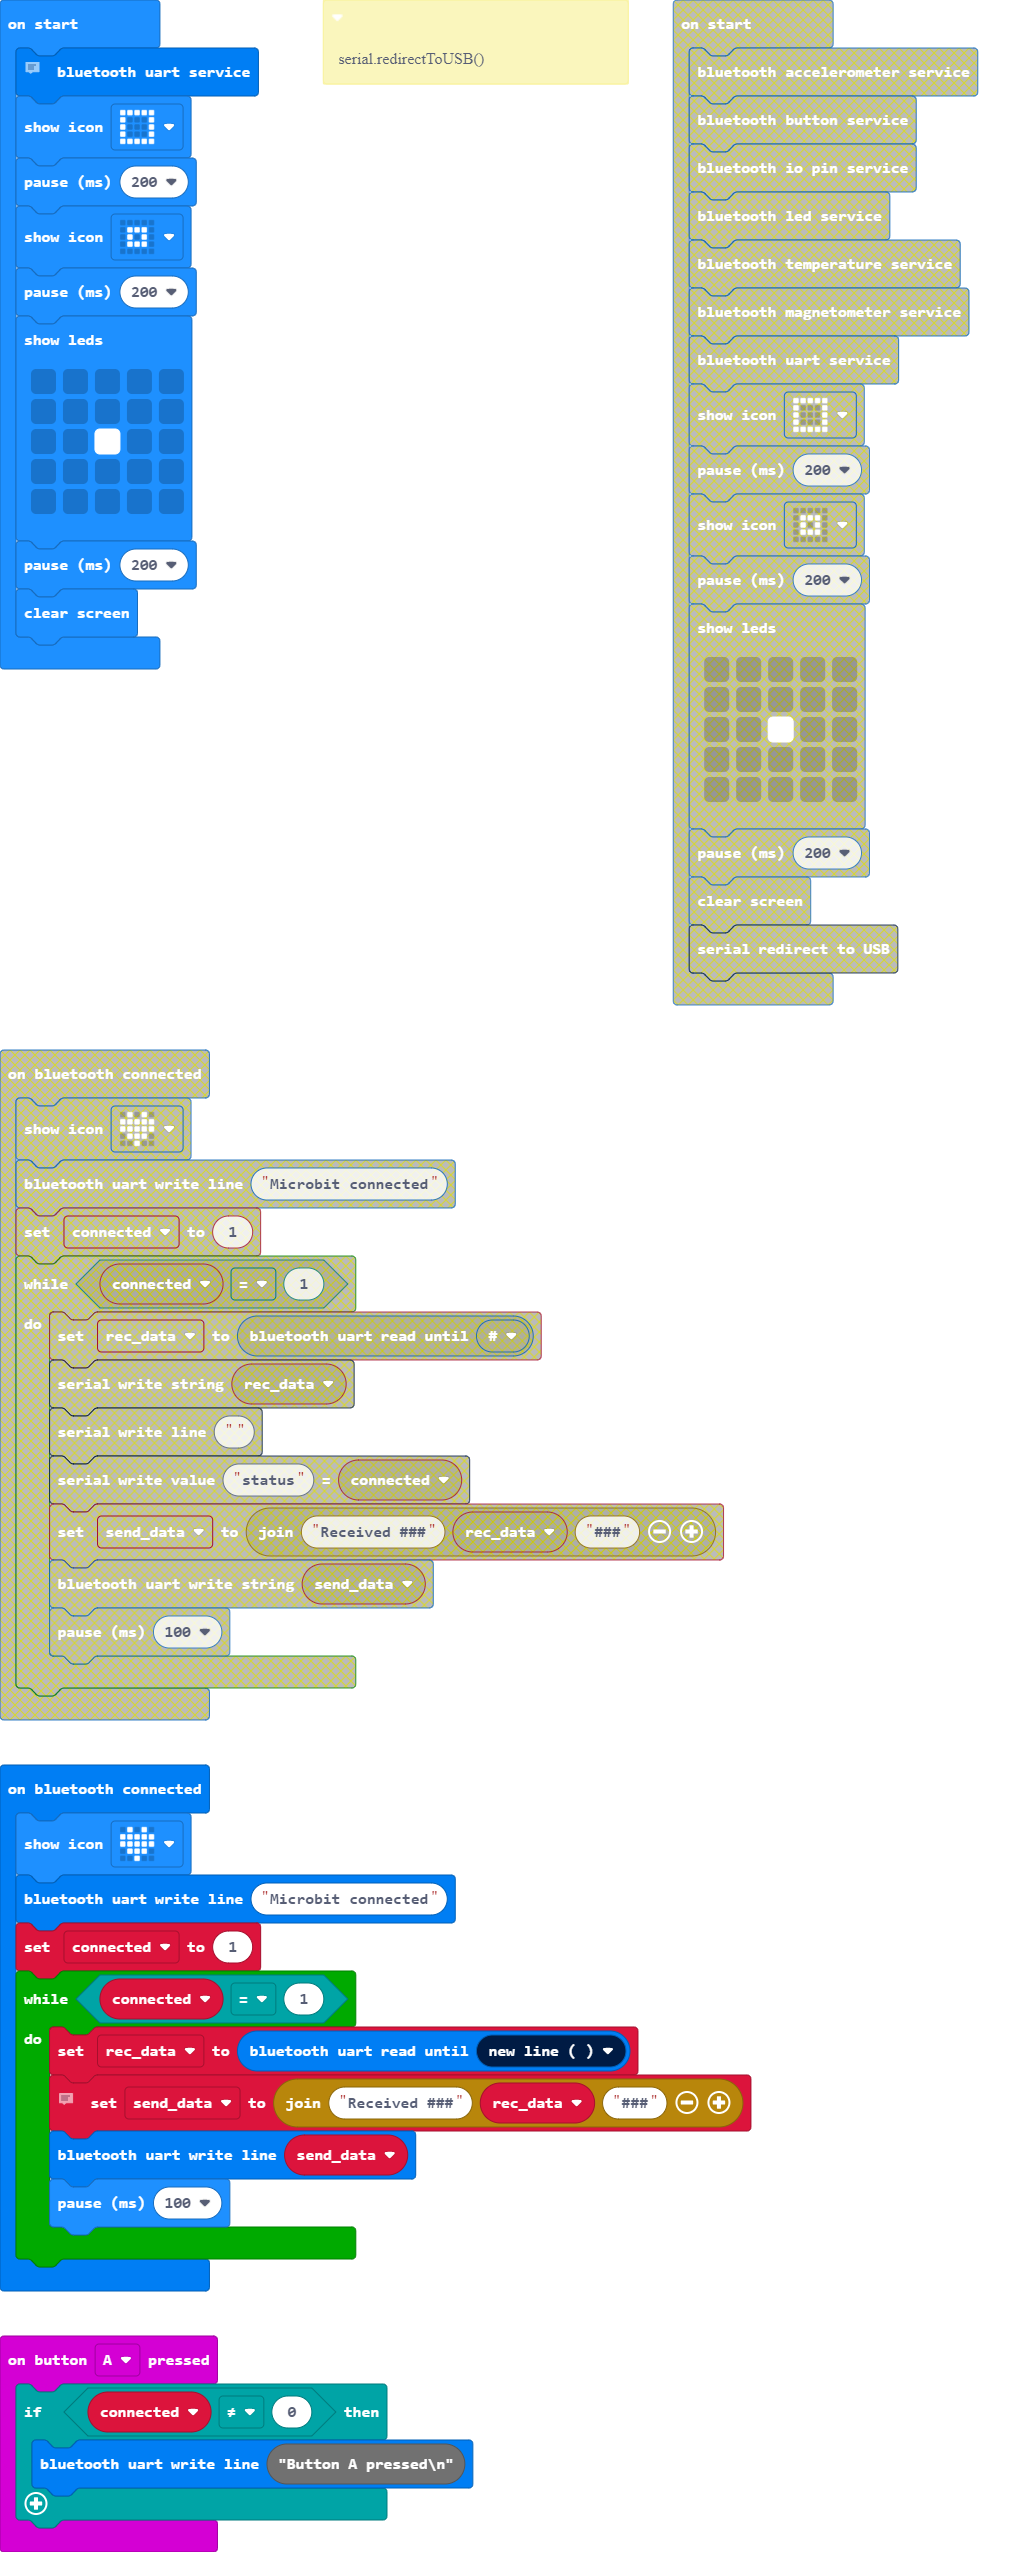 on start
bluetooth uart service
show icon
pause (ms) 200
show icon
pause (ms) 200
show leds
pause (ms) 200
clear screen
serial.redirectToUSB()
on start
bluetooth accelerometer service
bluetooth button service
bluetooth io pin service
bluetooth led service
bluetooth temperature service
bluetooth magnetometer service
bluetooth uart service
show icon
pause (ms) 200
show icon
pause (ms) 200
show leds
pause (ms) 200
clear screen
serial redirect to USB
on bluetooth connected
show icon
bluetooth uart write line "Microbit connected"
set connected to 1
while connected = 1
do
set rec_data to bluetooth uart read until #
serial write string rec_data
serial write line ""
serial write value "status" = connected
set send_data to join "Received ###" rec_data "###"
bluetooth uart write string send_data
pause (ms) 100
on bluetooth connected
show icon
bluetooth uart write line "Microbit connected"
set connected to 1
while connected = 1
do
set rec_data to bluetooth uart read until new line ( )
set send_data to join "Received ###" rec_data "###"
bluetooth uart write line send_data
pause (ms) 100
on button A pressed
if connected ≠ 0 then
bluetooth uart write line "Button A pressed\n"